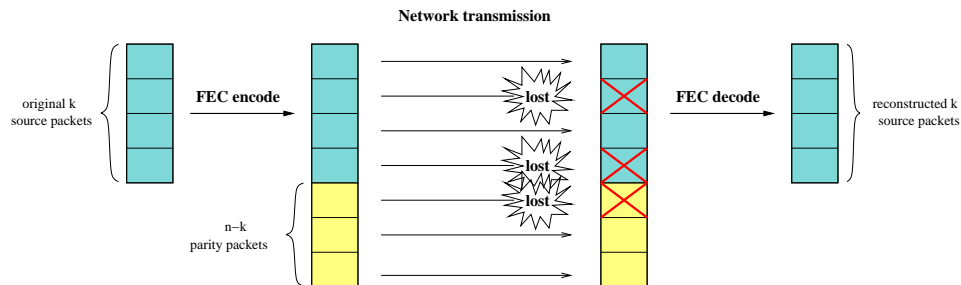 Network transmission
original k
source packets
FEC encode
lost
FEC decode
reconstructed k
source packets
lost
lost
n−k
parity packets